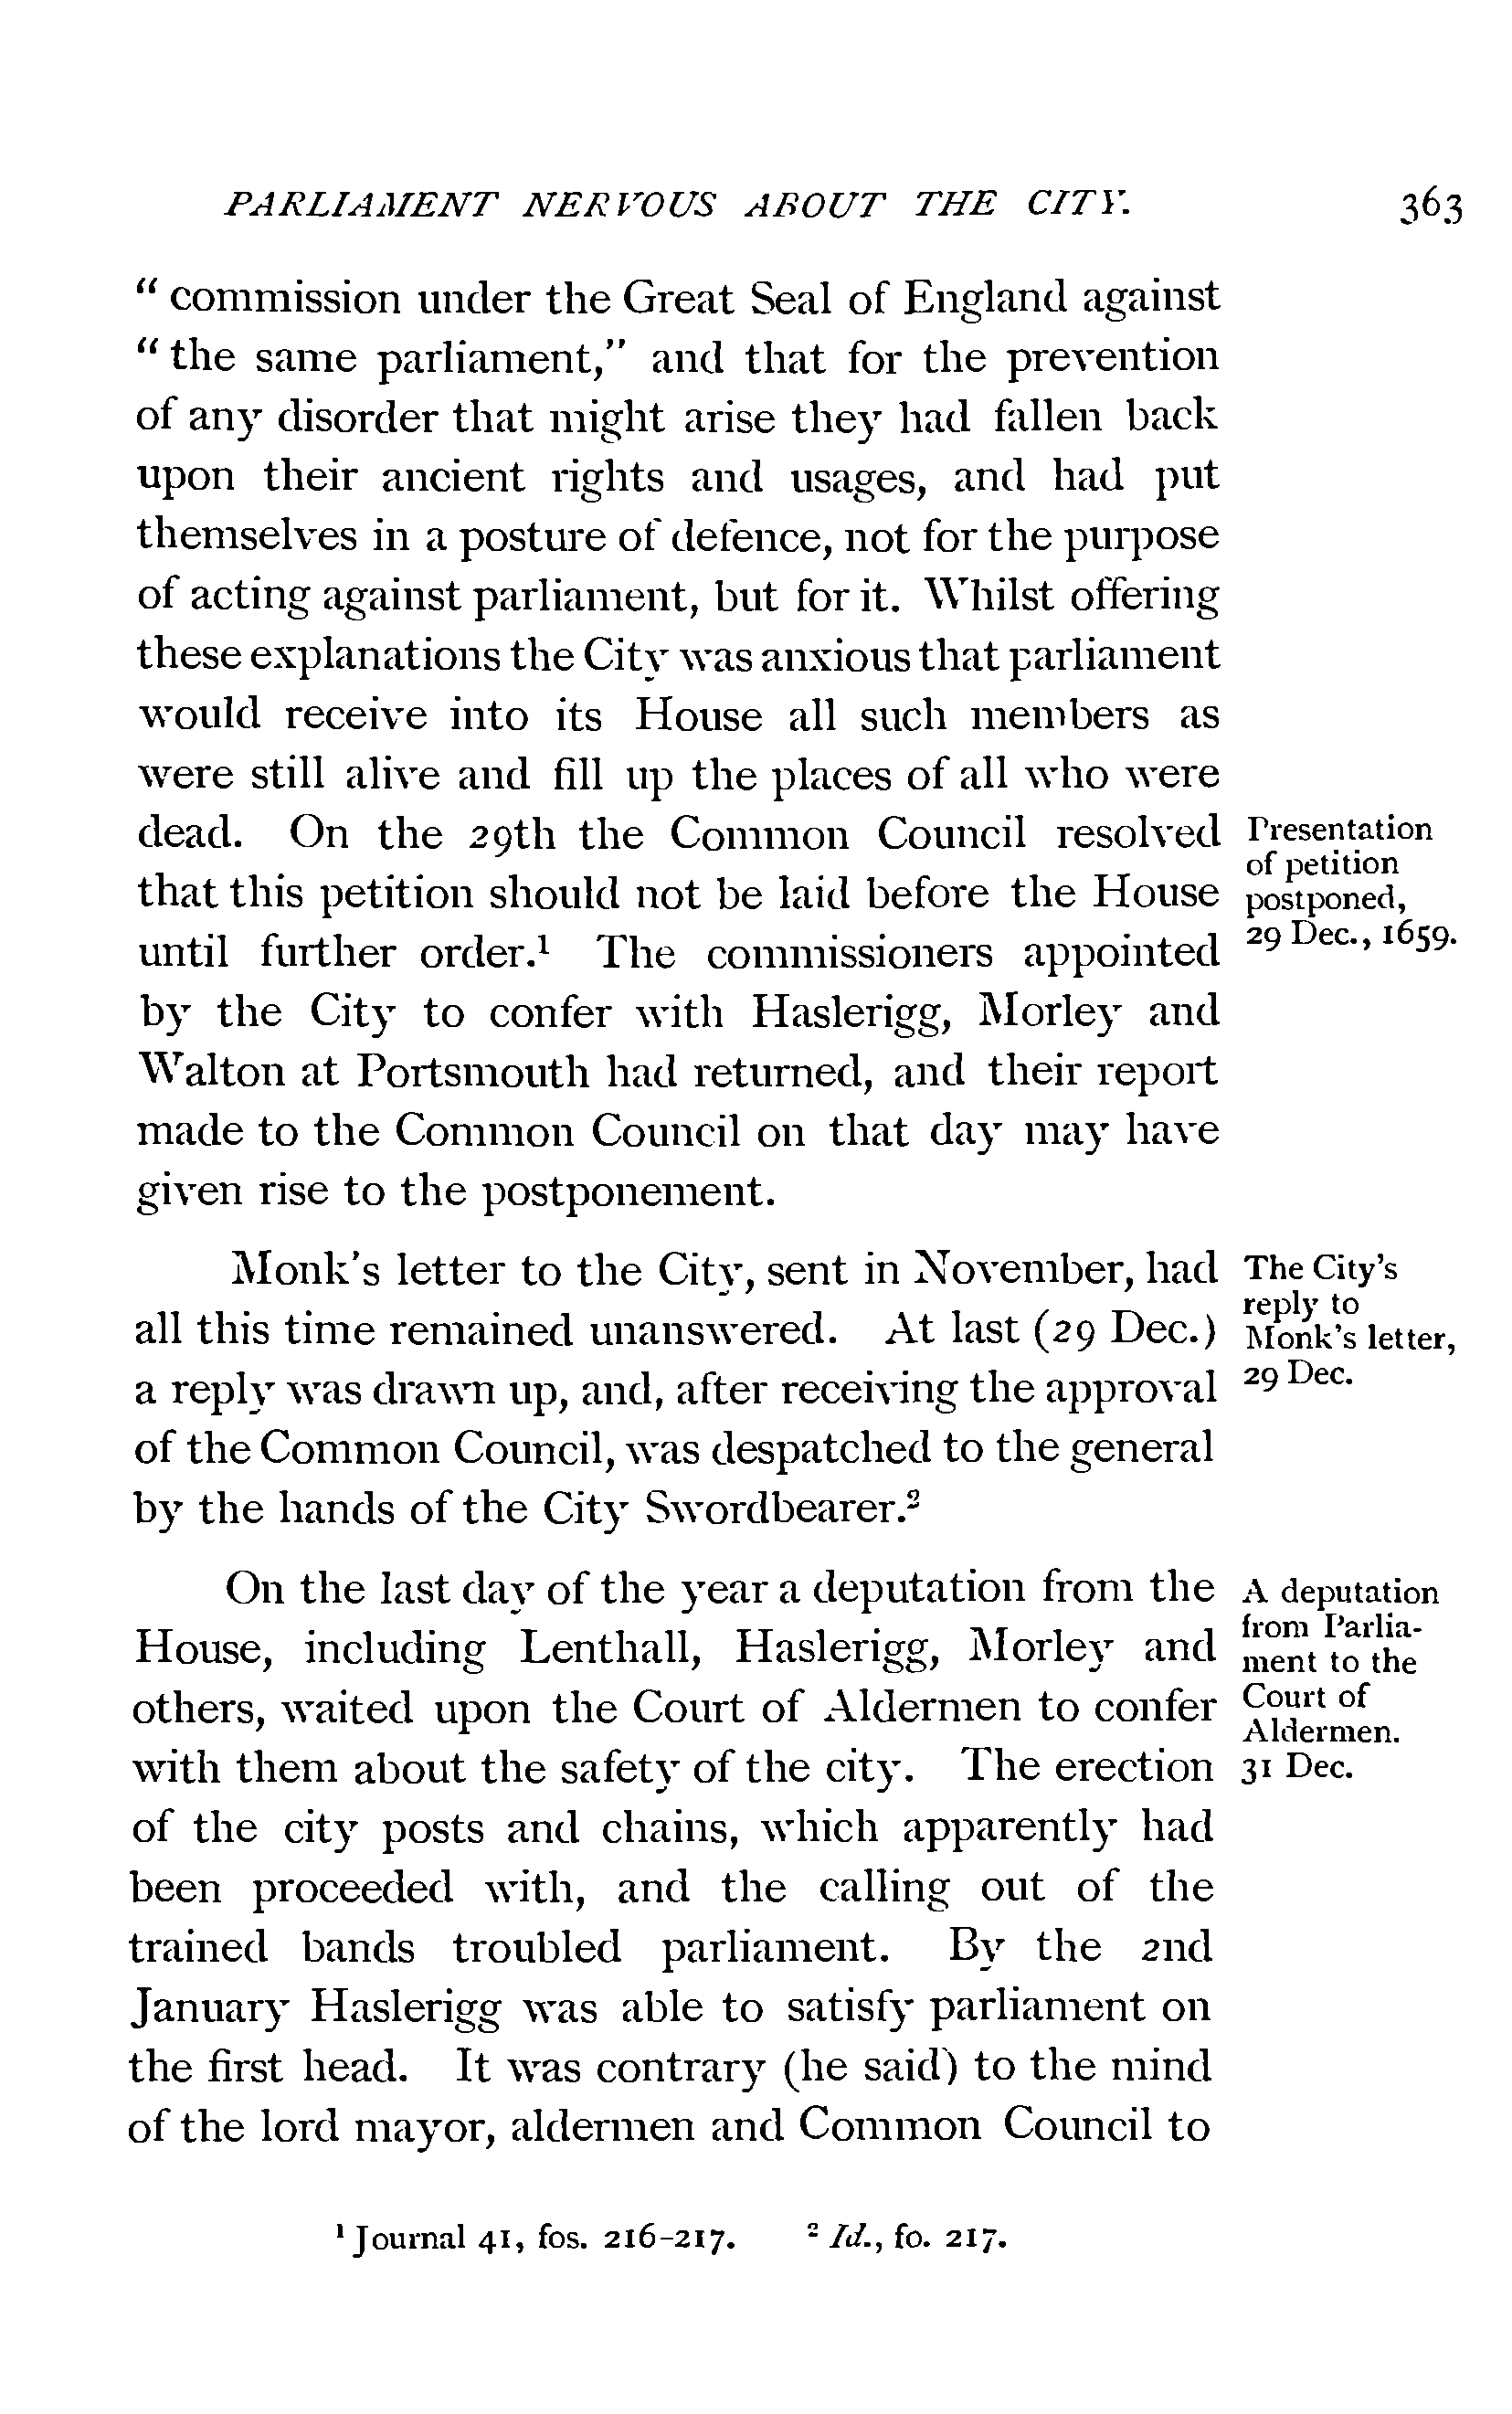 PARLIAMENT NERVOUS ABOUT THE CITY. 363
" commission under the Great Seal of England against
" the same parliament," and that for the prevention
of any disorder that might arise they had fallen back
upon their ancient rights and usages, and had put
themselves in a posture of defence, not for the purpose
of acting against parliament, but for it. Whilst offering
these explanations the City was anxious that parliament
would receive into its House all such members as
were still alive and fill up the places of all who were
dead. On the 29th the Common Council resolved
that this petition should not be laid before the House
until further order.¹ The commissioners appointed
by the City to confer with Haslerigg, Morley and
Walton at Portsmouth had returned, and their report
made to the Common Council on that day may have
given rise to the postponement.
Presentation
of petition
postponed,
29 Dec., 1659.
Monk's letter to the City, sent in November, had
all this time remained unanswered. At last (29 Dec.)
a reply was drawn up, and, after receiving the approval
of the Common Council, was despatched to the general
by the hands of the City Swordbearer.²
The City's
reply to
Monk's letter,
29 Dec.
On the last day of the year a deputation from the
House, including Lenthall, Haslerigg, Morley and
others, waited upon the Court of Aldermen to confer
with them about the safety of the city. The erection
of the city posts and chains, which apparently had
been proceeded with, and the calling out of the
trained bands troubled parliament. By the 2nd
January Haslerigg was able to satisfy parliament on
the first head. It was contrary (he said) to the mind
of the lord mayor, aldermen and Common Council to
A deputation
from Parlia-
ment to the
Court of
Aldermen.
31 Dec.
¹ Journal 41, fos. 216-217. ² Id., fo. 217.